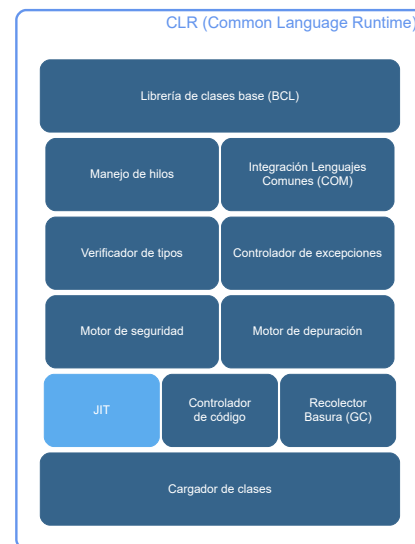 CLR (Common Language Runtime)
Librería de clases base (BCL)
Manejo de hilos
Integración Lenguajes
Comunes (COM)
Verificador de tipos
Controlador de excepciones
Motor de seguridad
Motor de depuración
JIT
Controlador
de código
Recolector
Basura (GC)
Cargador de clases